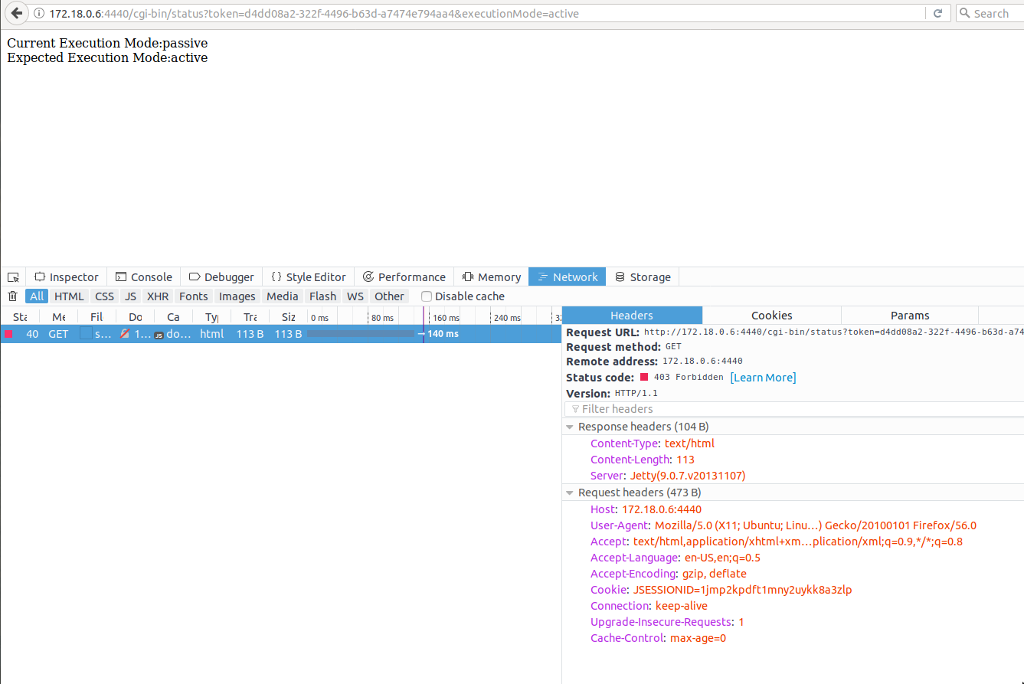 172.18.0.6:4440/cgi-bin/status?token=d4dd08a2-322f-4496-b63d-a7474e794aa4&executionMode=active
Search
Current Execution Mode:passive
Expected Execution Mode:active
Inspector Console Debugger { } Style Editor Performance Memory Network Storage
All HTML CSS JS XHR Fonts Images Media Flash WS Other Disable cache
Sta Me Fil Do Ca Ty Tra Siz 0 ms 80 ms 160 ms 240 ms 32
40 GET s... 1... JS do... html 113 B 113 B → 140 ms
Headers Cookies Params
Request URL: http://172.18.0.6:4440/cgi-bin/status?token=d4dd08a2-322f-4496-b63d-a74
Request method: GET
Remote address: 172.18.0.6:4440
Status code: 403 Forbidden [Learn More]
Version: HTTP/1.1
Filter headers
Response headers (104 B)
Content-Type: text/html
Content-Length: 113
Server: Jetty(9.0.7.v20131107)
Request headers (473 B)
Host: 172.18.0.6:4440
User-Agent: Mozilla/5.0 (X11; Ubuntu; Linu...) Gecko/20100101 Firefox/56.0
Accept: text/html,application/xhtml+xm...plication/xml;q=0.9,*/*;q=0.8
Accept-Language: en-US,en;q=0.5
Accept-Encoding: gzip, deflate
Cookie: JSESSIONID=1jmp2kpdft1mny2uykk8a3zlp
Connection: keep-alive
Upgrade-Insecure-Requests: 1
Cache-Control: max-age=0